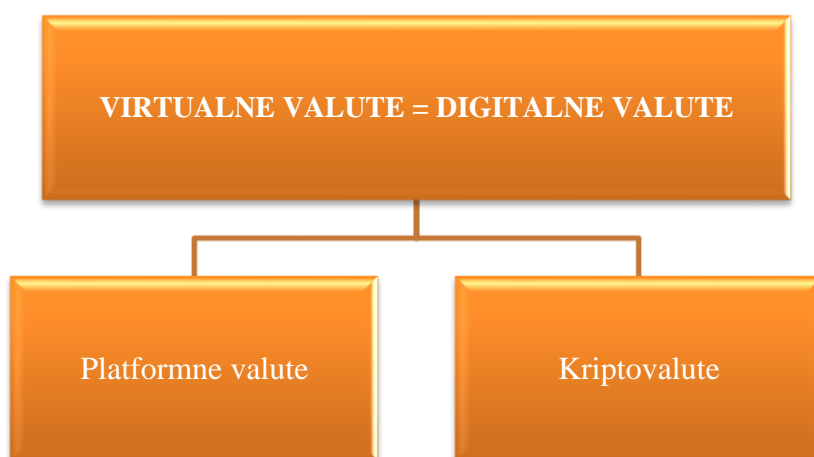 VIRTUALNE VALUTE = DIGITALNE VALUTE
Platformne valute
Kriptovalute